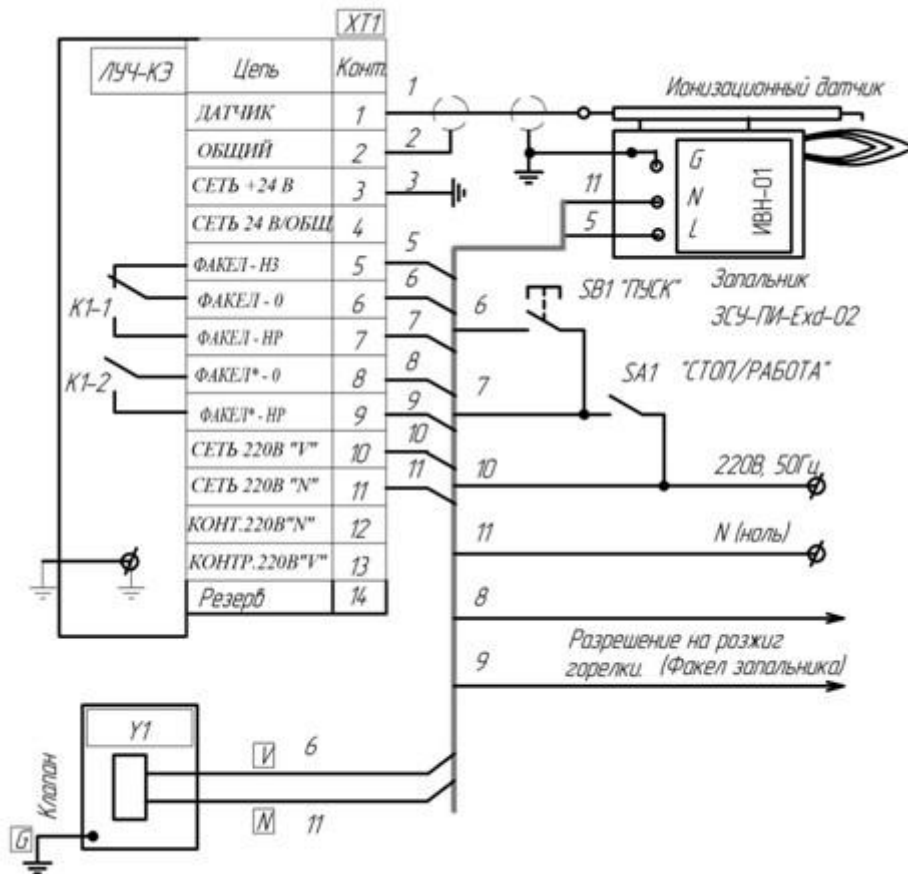 XT1
ЛУЧ-КЭ
Цепь Конт.
ДАТЧИК 1
ОБЩИЙ 2
СЕТЬ +24 В 3
СЕТЬ 24 В/ОБЩ 4
ФАКЕЛ - НЗ 5
ФАКЕЛ - 0 6
ФАКЕЛ - НР 7
ФАКЕЛ* - 0 8
ФАКЕЛ* - НР 9
СЕТЬ 220В "V" 10
СЕТЬ 220В "N" 11
КОНТ.220В"N" 12
КОНТР.220В"V" 13
Резерв 14
К1-1
К1-2
1
2
3
5
6
7
8
9
10
11
Ионизационный датчик
11
5
G
N
L
ИВН-01
Запальник
ЗСУ-ПИ-Exd-02
6
SB1 "ПУСК"
7
SA1 "СТОП/РАБОТА"
10
220В, 50Гц
11
N (ноль)
8
Разрешение на розжиг
горелки. (Факел запальника)
9
Y1
Клапан
G
V 6
N 11